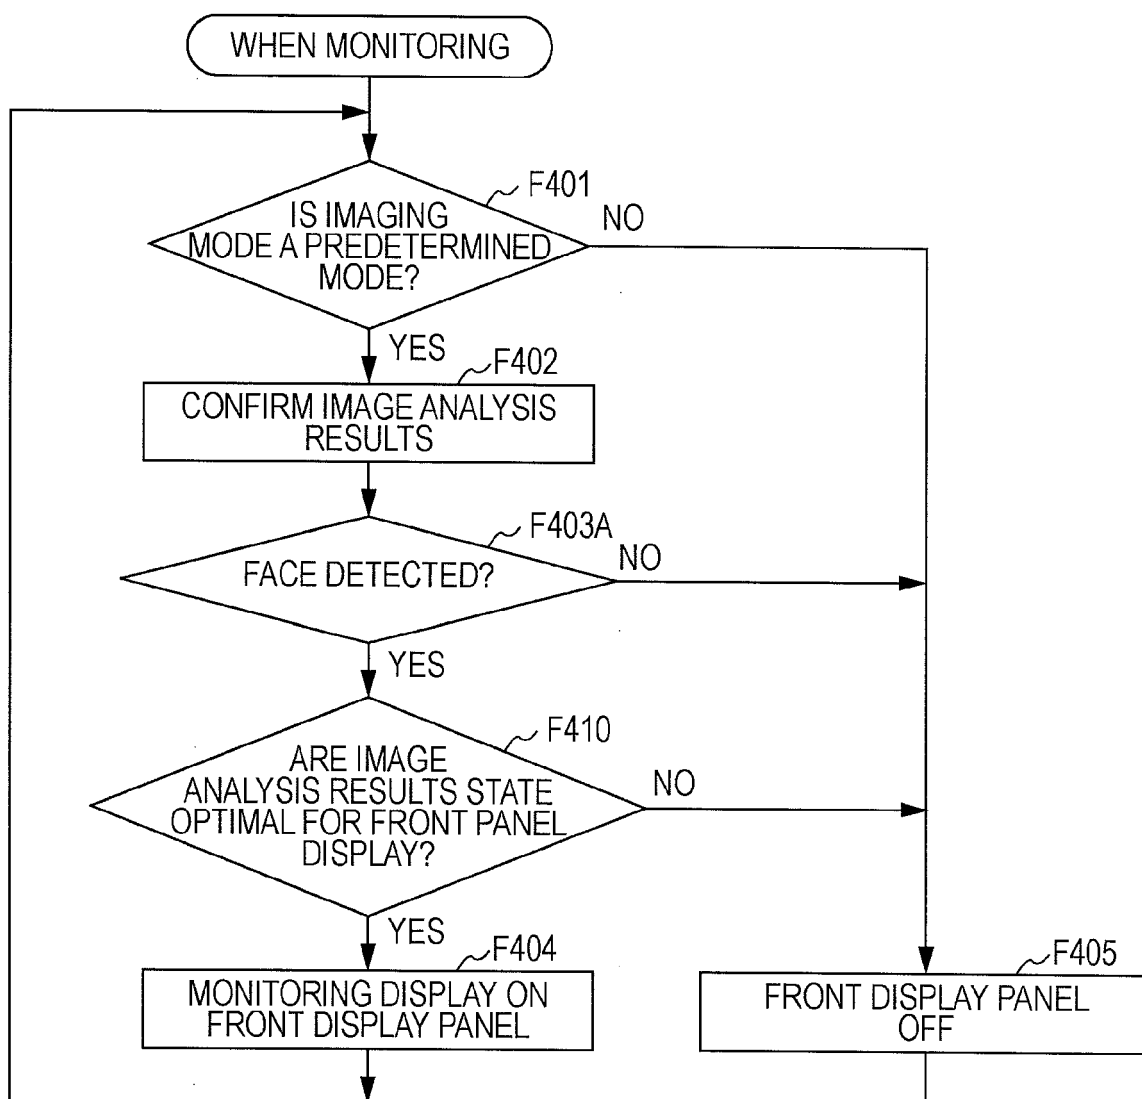 WHEN MONITORING
F401
IS IMAGING
MODE A PREDETERMINED
MODE?
NO
YES
F402
CONFIRM IMAGE ANALYSIS
RESULTS
F403A
FACE DETECTED?
NO
YES
F410
ARE IMAGE
ANALYSIS RESULTS STATE
OPTIMAL FOR FRONT PANEL
DISPLAY?
NO
YES
F404
MONITORING DISPLAY ON
FRONT DISPLAY PANEL
F405
FRONT DISPLAY PANEL
OFF